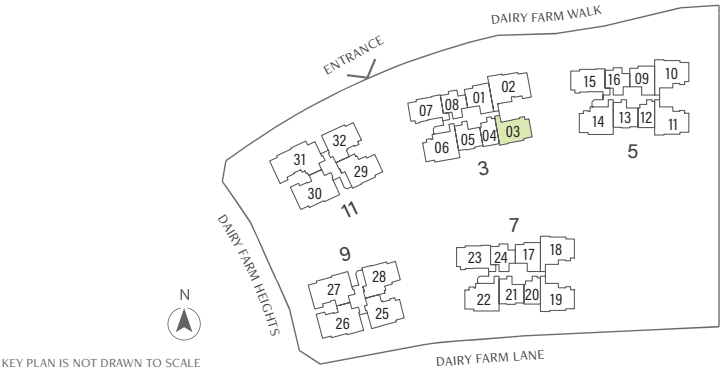 DAIRY FARM WALK
ENTRANCE
15 16 09 10
14 13 12 11
5
07 08 01 02
06 05 04 03
3
31 32
30 29
11
7
23 24 17 18
22 21 20 19
9
27 28
26 25
DAIRY FARM HEIGHTS
N
KEY PLAN IS NOT DRAWN TO SCALE
DAIRY FARM LANE